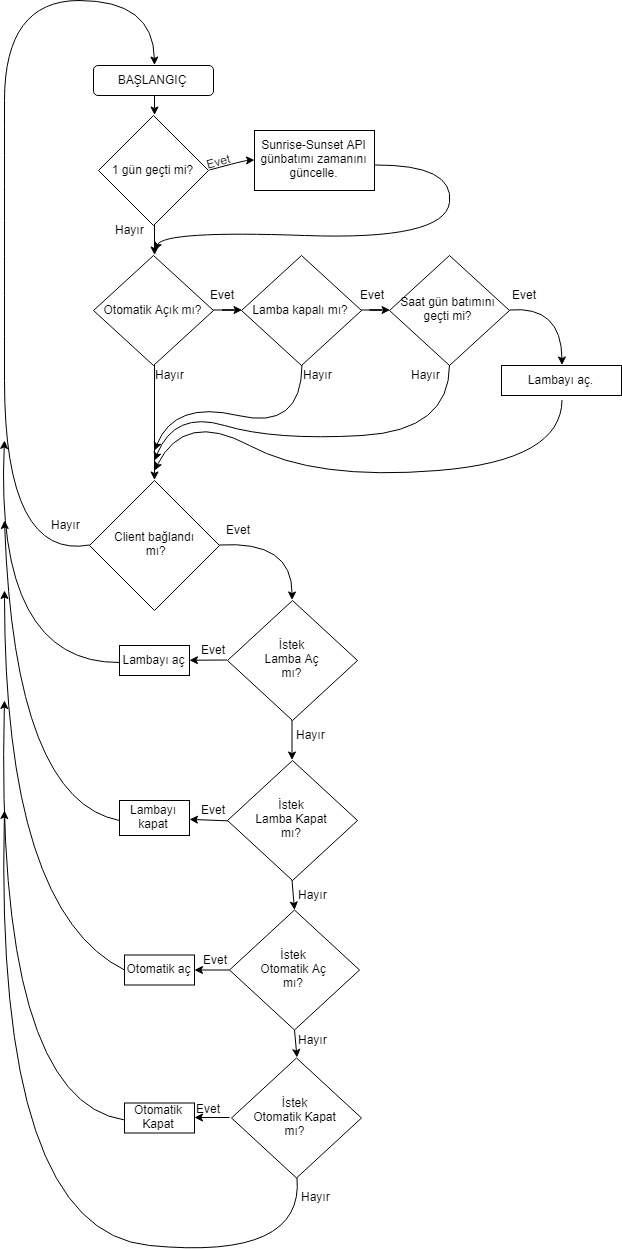 BAŞLANGIÇ
1 gün geçti mi?
Evet
Sunrise-Sunset API
günbatımı zamanını
güncelle.
Hayır
Otomatik Açık mı?
Evet
Lamba kapalı mı?
Evet
Saat gün batımını
geçti mi?
Evet
Hayır
Hayır
Hayır
Lambayı aç.
Hayır
Client bağlandı
mı?
Evet
İstek
Lamba Aç
mı?
Evet
Lambayı aç
Hayır
İstek
Lamba Kapat
mı?
Evet
Lambayı
kapat
Hayır
İstek
Otomatik Aç
mı?
Evet
Otomatik aç
Hayır
İstek
Otomatik Kapat
mı?
Evet
Otomatik
Kapat
Hayır